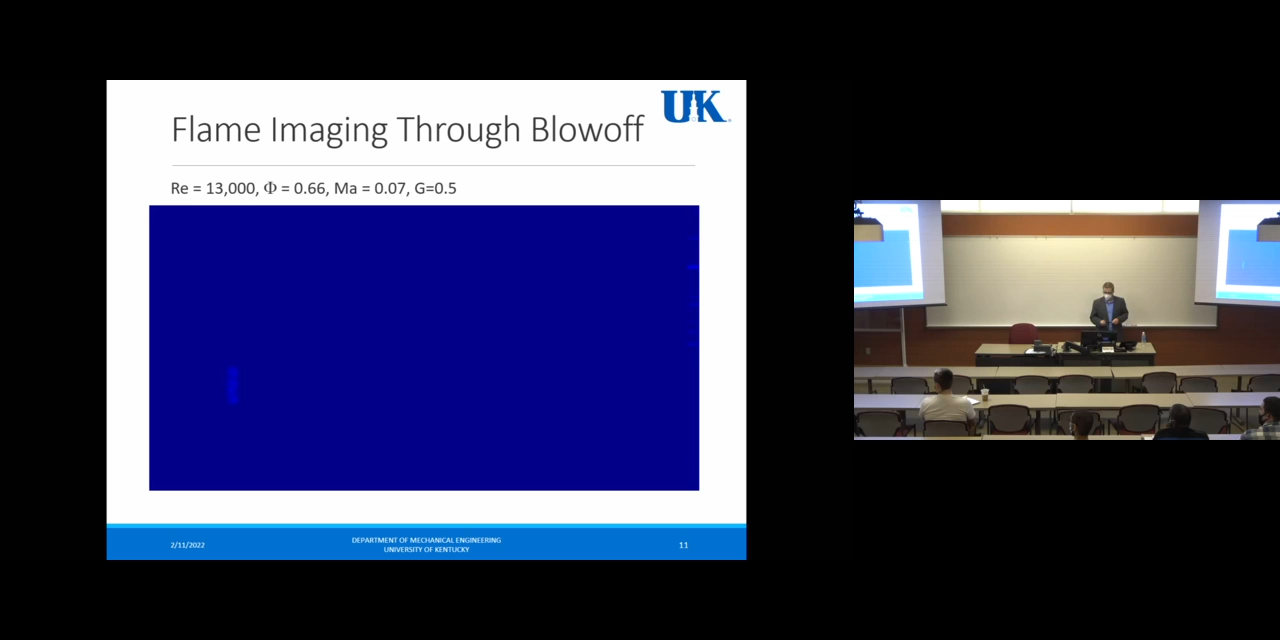 UK
Flame Imaging Through Blowoff
Re = 13,000, Φ = 0.66, Ma = 0.07, G=0.5
2/11/2022
DEPARTMENT OF MECHANICAL ENGINEERING
UNIVERSITY OF KENTUCKY
11